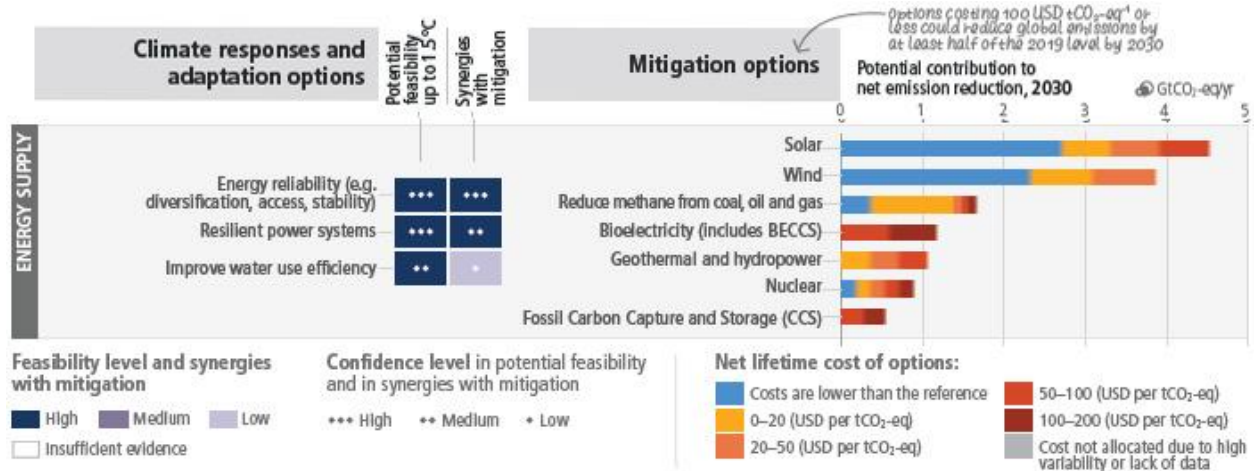 options costing 100 USD tCO₂-eq⁻¹ or
less could reduce global emissions by
at least half of the 2019 level by 2030
Climate responses and
adaptation options
Potential
feasibility
up to 1.5°C
Synergies
with
mitigation
Mitigation options
Potential contribution to
net emission reduction, 2030
GtCO₂-eq/yr
0 1 2 3 4 5
ENERGY SUPPLY
Energy reliability (e.g.
diversification, access, stability)
Resilient power systems
Improve water use efficiency
Solar
Wind
Reduce methane from coal, oil and gas
Bioelectricity (includes BECCS)
Geothermal and hydropower
Nuclear
Fossil Carbon Capture and Storage (CCS)
Feasibility level and synergies
with mitigation
High Medium Low
Insufficient evidence
Confidence level in potential feasibility
and in synergies with mitigation
High Medium Low
Net lifetime cost of options:
Costs are lower than the reference
0–20 (USD per tCO₂-eq)
20–50 (USD per tCO₂-eq)
50–100 (USD per tCO₂-eq)
100–200 (USD per tCO₂-eq)
Cost not allocated due to high
variability or lack of data